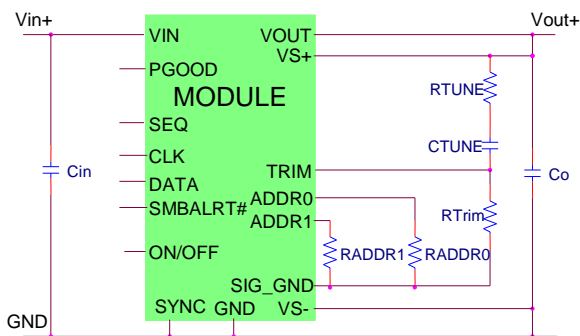 Vin+
Vout+
VIN
VOUT
VS+
PGOOD
RTUNE
MODULE
SEQ
CTUNE
CLK
TRIM
Cin
Co
DATA
ADDR0
SMBALRT#
ADDR1
RTrim
ON/OFF
RADDR1
RADDR0
SIG_GND
GND
SYNC
GND
VS-